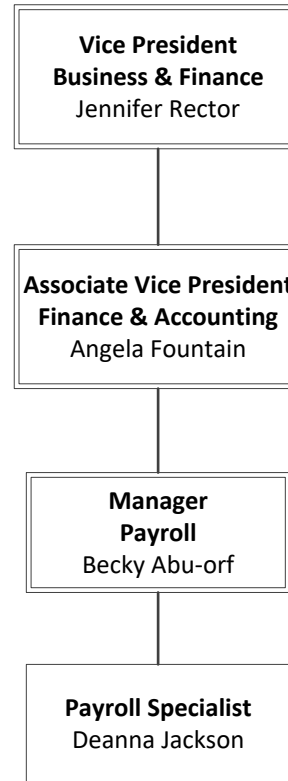 Vice President
Business & Finance
Jennifer Rector
Associate Vice President
Finance & Accounting
Angela Fountain
Manager
Payroll
Becky Abu-orf
Payroll Specialist
Deanna Jackson